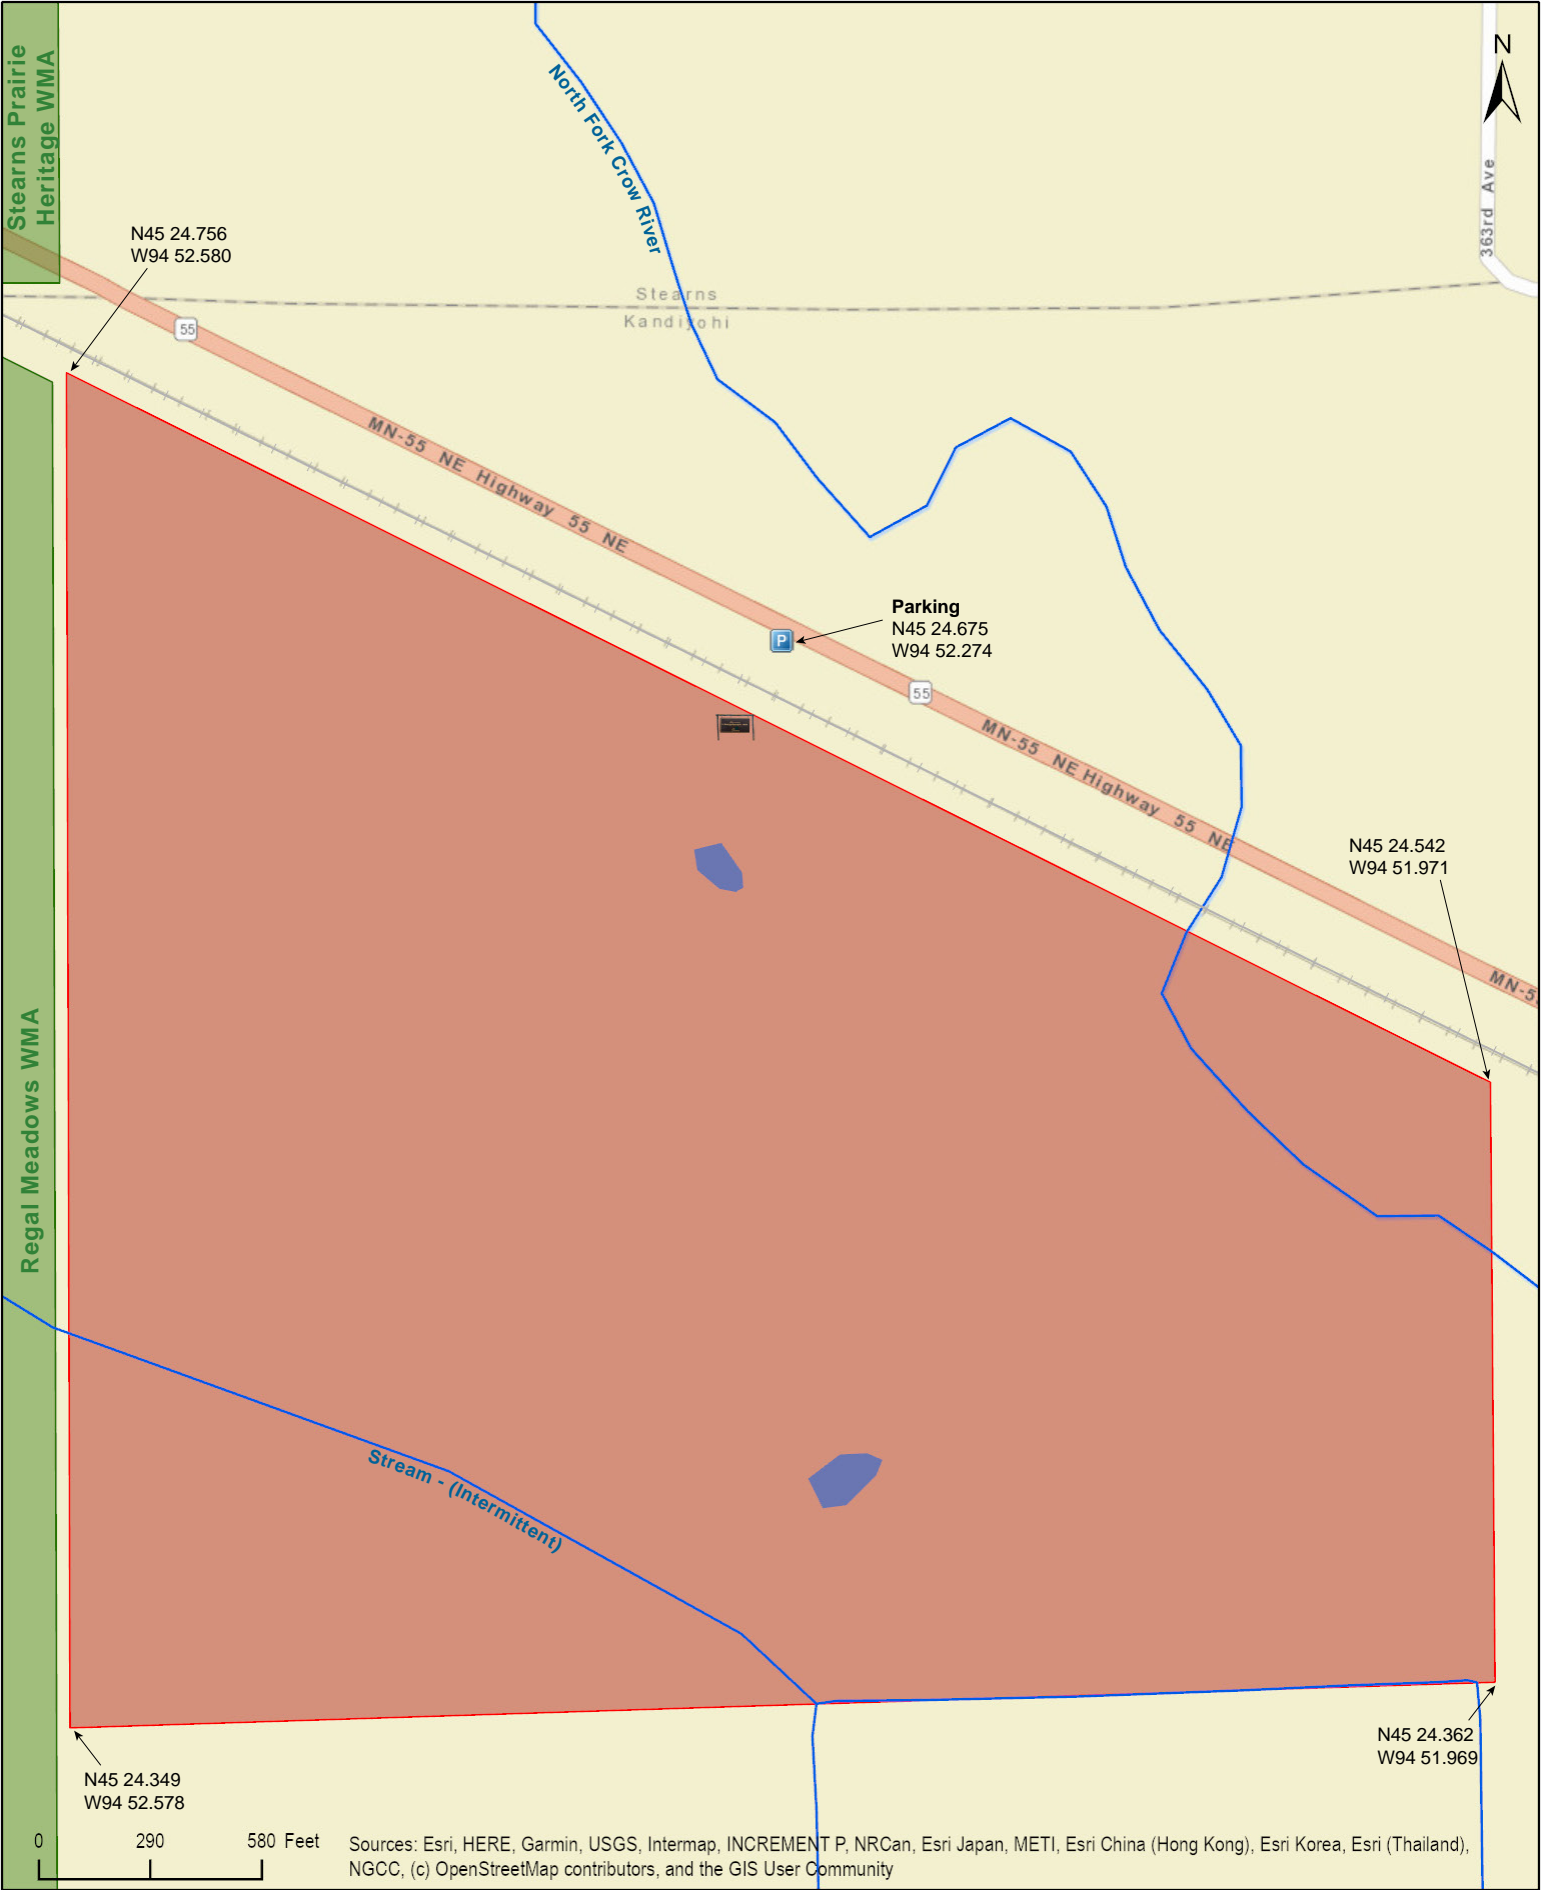 Stearns Prairie
Heritage WMA
North Fork Crow River
N
363rd Ave
N45 24.756
W94 52.580
Stearns
Kandiyohi
55
MN-55 NE Highway 55 NE
Parking
N45 24.675
W94 52.274
P
55
MN-55 NE Highway 55 NE
N45 24.542
W94 51.971
MN-5
Regal Meadows WMA
Stream - (Intermittent)
N45 24.362
W94 51.969
N45 24.349
W94 52.578
0 290 580 Feet
Sources: Esri, HERE, Garmin, USGS, Intermap, INCREMENT P, NRCan, Esri Japan, METI, Esri China (Hong Kong), Esri Korea, Esri (Thailand),
NGCC, (c) OpenStreetMap contributors, and the GIS User Community